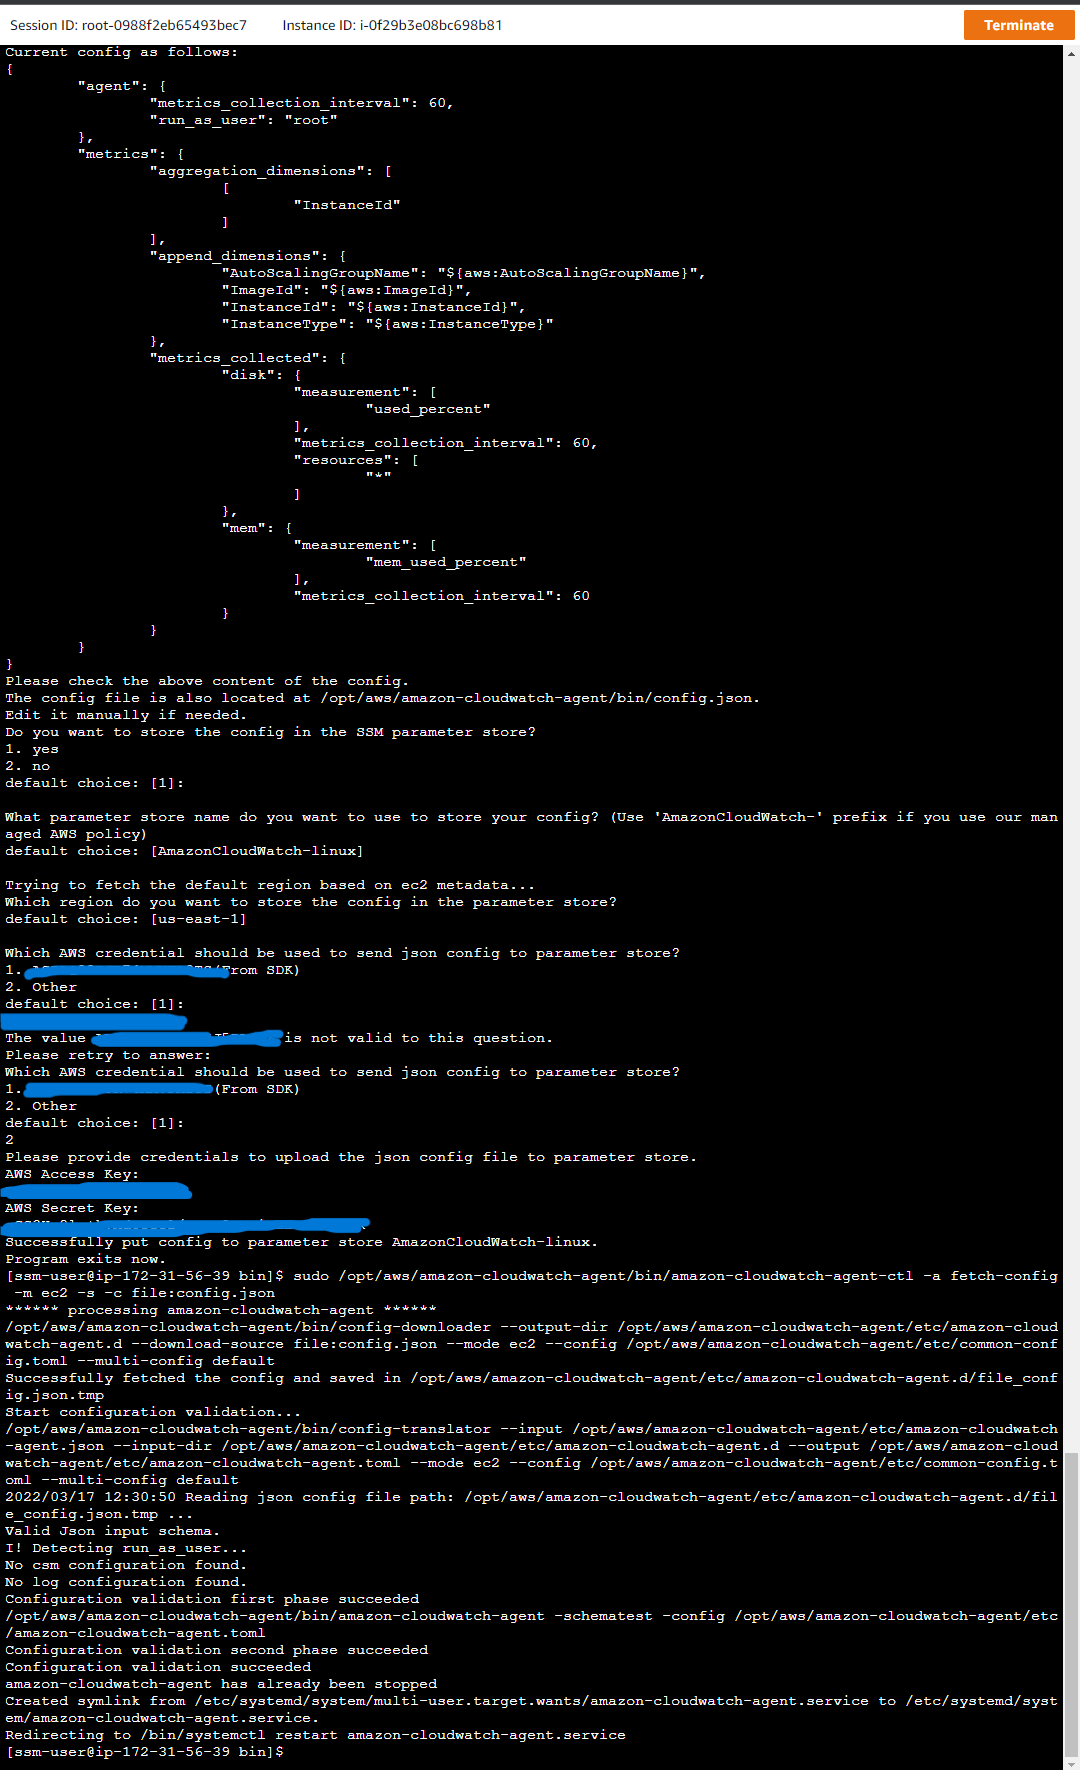 Session ID: root-0988f2eb65493bec7 Instance ID: i-0f29b3e08bc698b81 Terminate
Current config as follows:
{
"agent": {
"metrics_collection_interval": 60,
"run_as_user": "root"
},
"metrics": {
"aggregation_dimensions": [
[
"InstanceId"
]
],
"append_dimensions": {
"AutoScalingGroupName": "${aws:AutoScalingGroupName}",
"ImageId": "${aws:ImageId}",
"InstanceId": "${aws:InstanceId}",
"InstanceType": "${aws:InstanceType}"
},
"metrics_collected": {
"disk": {
"measurement": [
"used_percent"
],
"metrics_collection_interval": 60,
"resources": [
"*"
]
},
"mem": {
"measurement": [
"mem_used_percent"
],
"metrics_collection_interval": 60
}
}
}
}
Please check the above content of the config.
The config file is also located at /opt/aws/amazon-cloudwatch-agent/bin/config.json.
Edit it manually if needed.
Do you want to store the config in the SSM parameter store?
1. yes
2. no
default choice: [1]:
What parameter store name do you want to use to store your config? (Use 'AmazonCloudWatch-' prefix if you use our man
aged AWS policy)
default choice: [AmazonCloudWatch-linux]
Trying to fetch the default region based on ec2 metadata...
Which region do you want to store the config in the parameter store?
default choice: [us-east-1]
Which AWS credential should be used to send json config to parameter store?
1. (From SDK)
2. Other
default choice: [1]:
The value is not valid to this question.
Please retry to answer:
Which AWS credential should be used to send json config to parameter store?
1. (From SDK)
2. Other
default choice: [1]:
2
Please provide credentials to upload the json config file to parameter store.
AWS Access Key:
AWS Secret Key:
Successfully put config to parameter store AmazonCloudWatch-linux.
Program exits now.
[ssm-user@ip-172-31-56-39 bin]$ sudo /opt/aws/amazon-cloudwatch-agent/bin/amazon-cloudwatch-agent-ctl -a fetch-config
-m ec2 -s -c file:config.json
****** processing amazon-cloudwatch-agent ******
/opt/aws/amazon-cloudwatch-agent/bin/config-downloader --output-dir /opt/aws/amazon-cloudwatch-agent/etc/amazon-cloud
watch-agent.d --download-source file:config.json --mode ec2 --config /opt/aws/amazon-cloudwatch-agent/etc/common-conf
ig.toml --multi-config default
Successfully fetched the config and saved in /opt/aws/amazon-cloudwatch-agent/etc/amazon-cloudwatch-agent.d/file_conf
ig.json.tmp
Start configuration validation...
/opt/aws/amazon-cloudwatch-agent/bin/config-translator --input /opt/aws/amazon-cloudwatch-agent/etc/amazon-cloudwatch
-agent.json --input-dir /opt/aws/amazon-cloudwatch-agent/etc/amazon-cloudwatch-agent.d --output /opt/aws/amazon-cloud
watch-agent/etc/amazon-cloudwatch-agent.toml --mode ec2 --config /opt/aws/amazon-cloudwatch-agent/etc/common-config.t
oml --multi-config default
2022/03/17 12:30:50 Reading json config file path: /opt/aws/amazon-cloudwatch-agent/etc/amazon-cloudwatch-agent.d/fil
e_config.json.tmp ...
Valid Json input schema.
I! Detecting run_as_user...
No csm configuration found.
No log configuration found.
Configuration validation first phase succeeded
/opt/aws/amazon-cloudwatch-agent/bin/amazon-cloudwatch-agent -schematest -config /opt/aws/amazon-cloudwatch-agent/etc
/amazon-cloudwatch-agent.toml
Configuration validation second phase succeeded
Configuration validation succeeded
amazon-cloudwatch-agent has already been stopped
Created symlink from /etc/systemd/system/multi-user.target.wants/amazon-cloudwatch-agent.service to /etc/systemd/syst
em/amazon-cloudwatch-agent.service.
Redirecting to /bin/systemctl restart amazon-cloudwatch-agent.service
[ssm-user@ip-172-31-56-39 bin]$